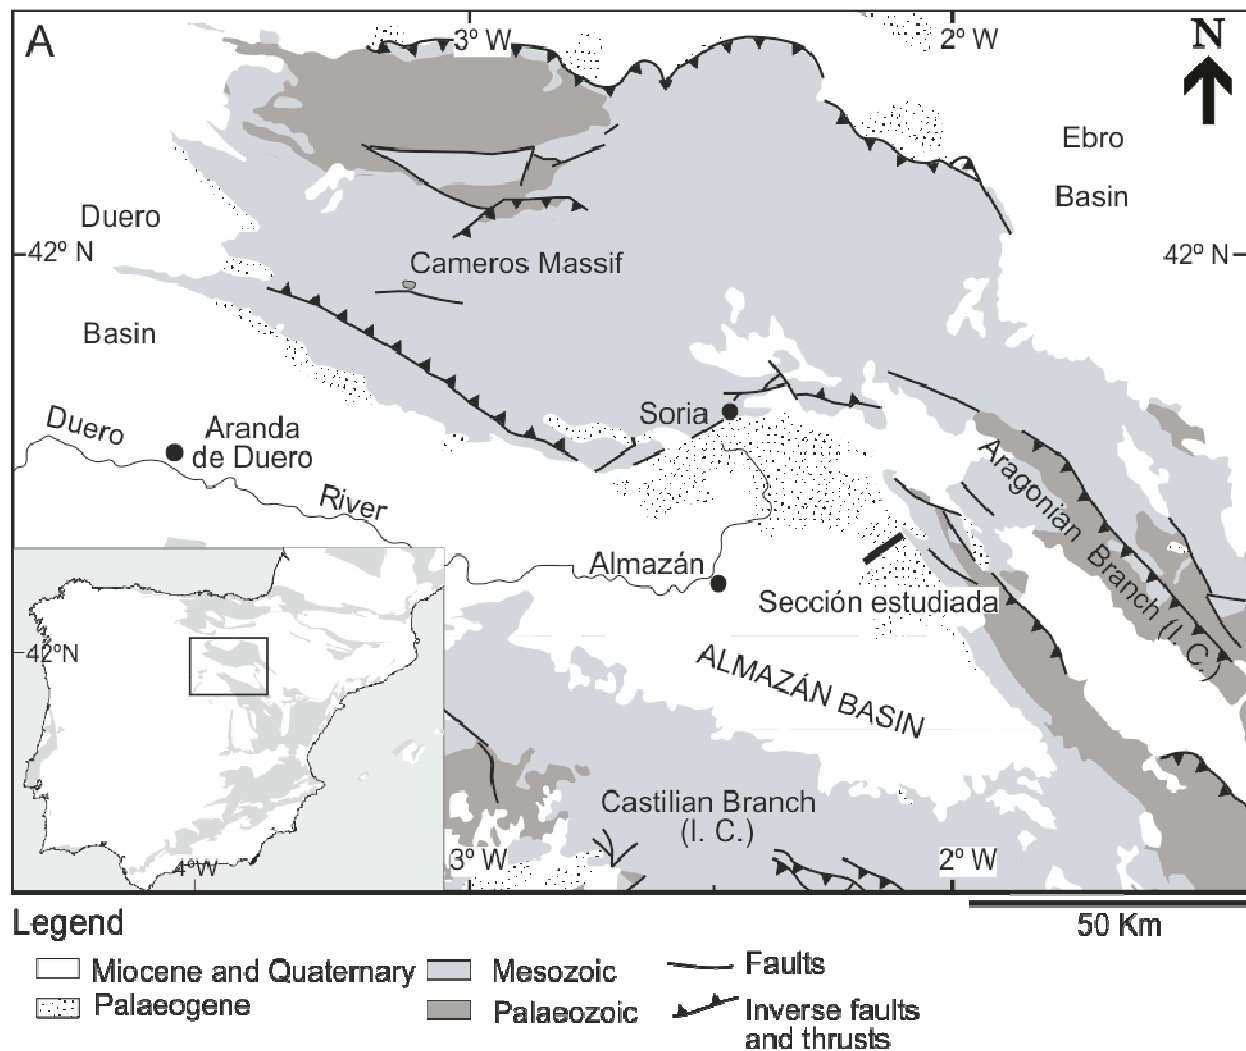 A
3º W
2º W
N
Ebro
Basin
Duero
42º N
42º N
Cameros Massif
Basin
Soria
Duero
Aranda
de Duero
River
Aragonian Branch (I. C.)
Almazán
Sección estudiada
ALMAZÁN BASIN
42ºN
4ºW
Castilian Branch
(I. C.)
3º W
2º W
50 Km
Legend
Miocene and Quaternary
Mesozoic
Faults
Palaeogene
Palaeozoic
Inverse faults
and thrusts